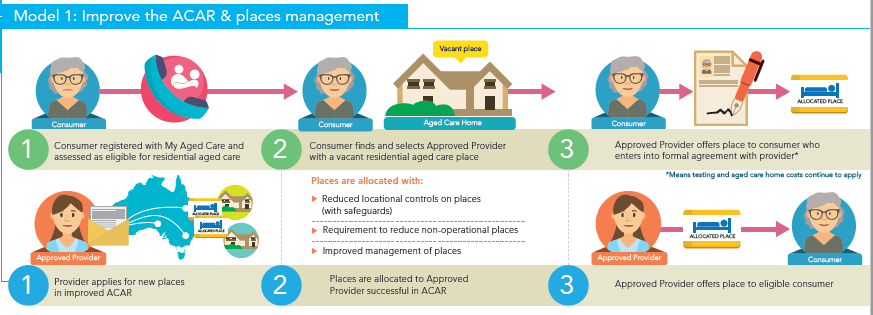 Model 1: Improve the ACAR & places management
Vacant place
Consumer
Consumer
Aged Care Home
Consumer
ALLOCATED PLACE
1
Consumer registered with My Aged Care and
assessed as eligible for residential aged care
2
Consumer finds and selects Approved Provider
with a vacant residential aged care place
3
Approved Provider offers place to consumer who
enters into formal agreement with provider*
*Means testing and aged care home costs continue to apply
Approved Provider
ALLOCATED PLACE
ALLOCATED PLACE
Places are allocated with:
Reduced locational controls on places
(with safeguards)
Requirement to reduce non-operational places
Improved management of places
Approved Provider
ALLOCATED PLACE
Consumer
1
Provider applies for new places
in improved ACAR
2
Places are allocated to Approved
Provider successful in ACAR
3
Approved Provider offers place to eligible consumer